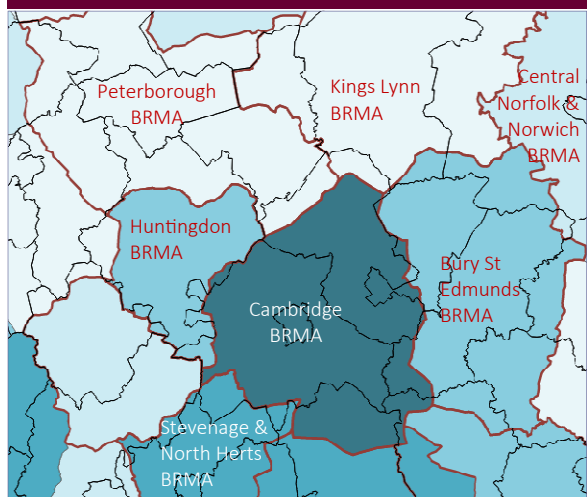 Peterborough
BRMA
Kings Lynn
BRMA
Central
Norfolk &
Norwich
BRMA
Huntingdon
BRMA
Bury St
Edmunds
BRMA
Cambridge
BRMA
Stevenage &
North Herts
BRMA